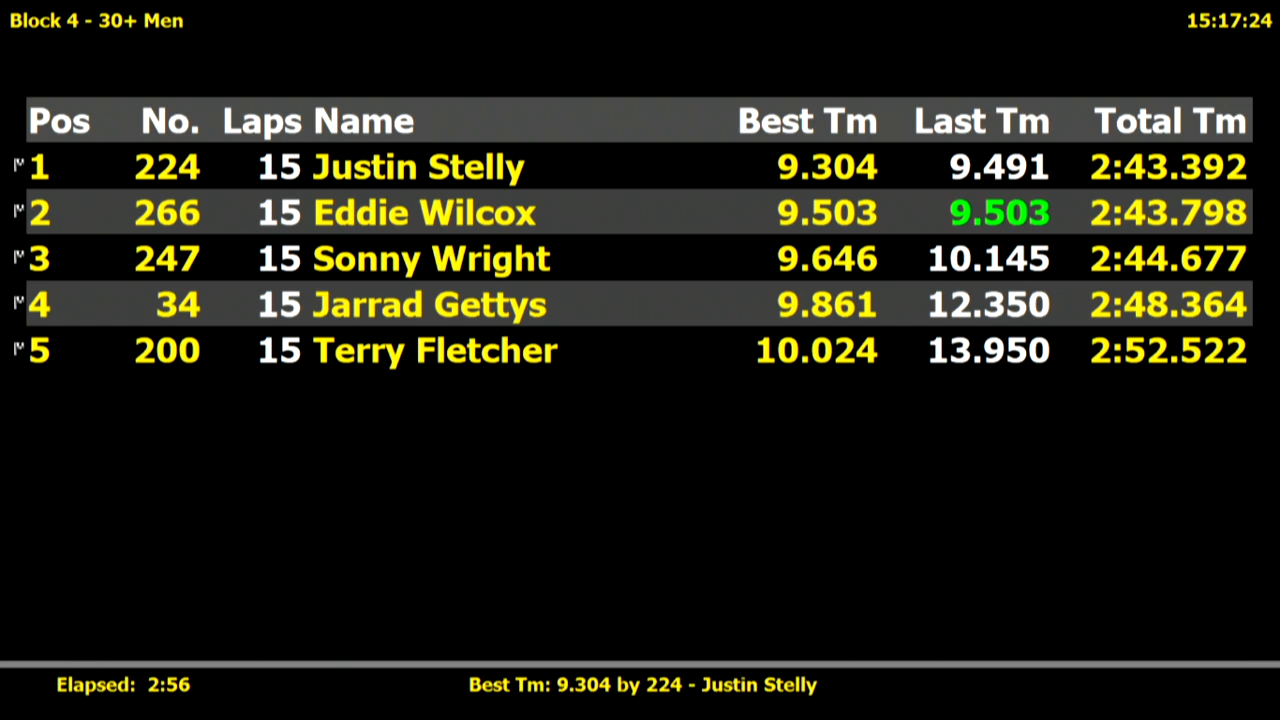 Block 4 - 30+ Men 15:17:24
Pos No. Laps Name Best Tm Last Tm Total Tm
1 224 15 Justin Stelly 9.304 9.491 2:43.392
2 266 15 Eddie Wilcox 9.503 9.503 2:43.798
3 247 15 Sonny Wright 9.646 10.145 2:44.677
4 34 15 Jarrad Gettys 9.861 12.350 2:48.364
5 200 15 Terry Fletcher 10.024 13.950 2:52.522
Elapsed: 2:56 Best Tm: 9.304 by 224 - Justin Stelly